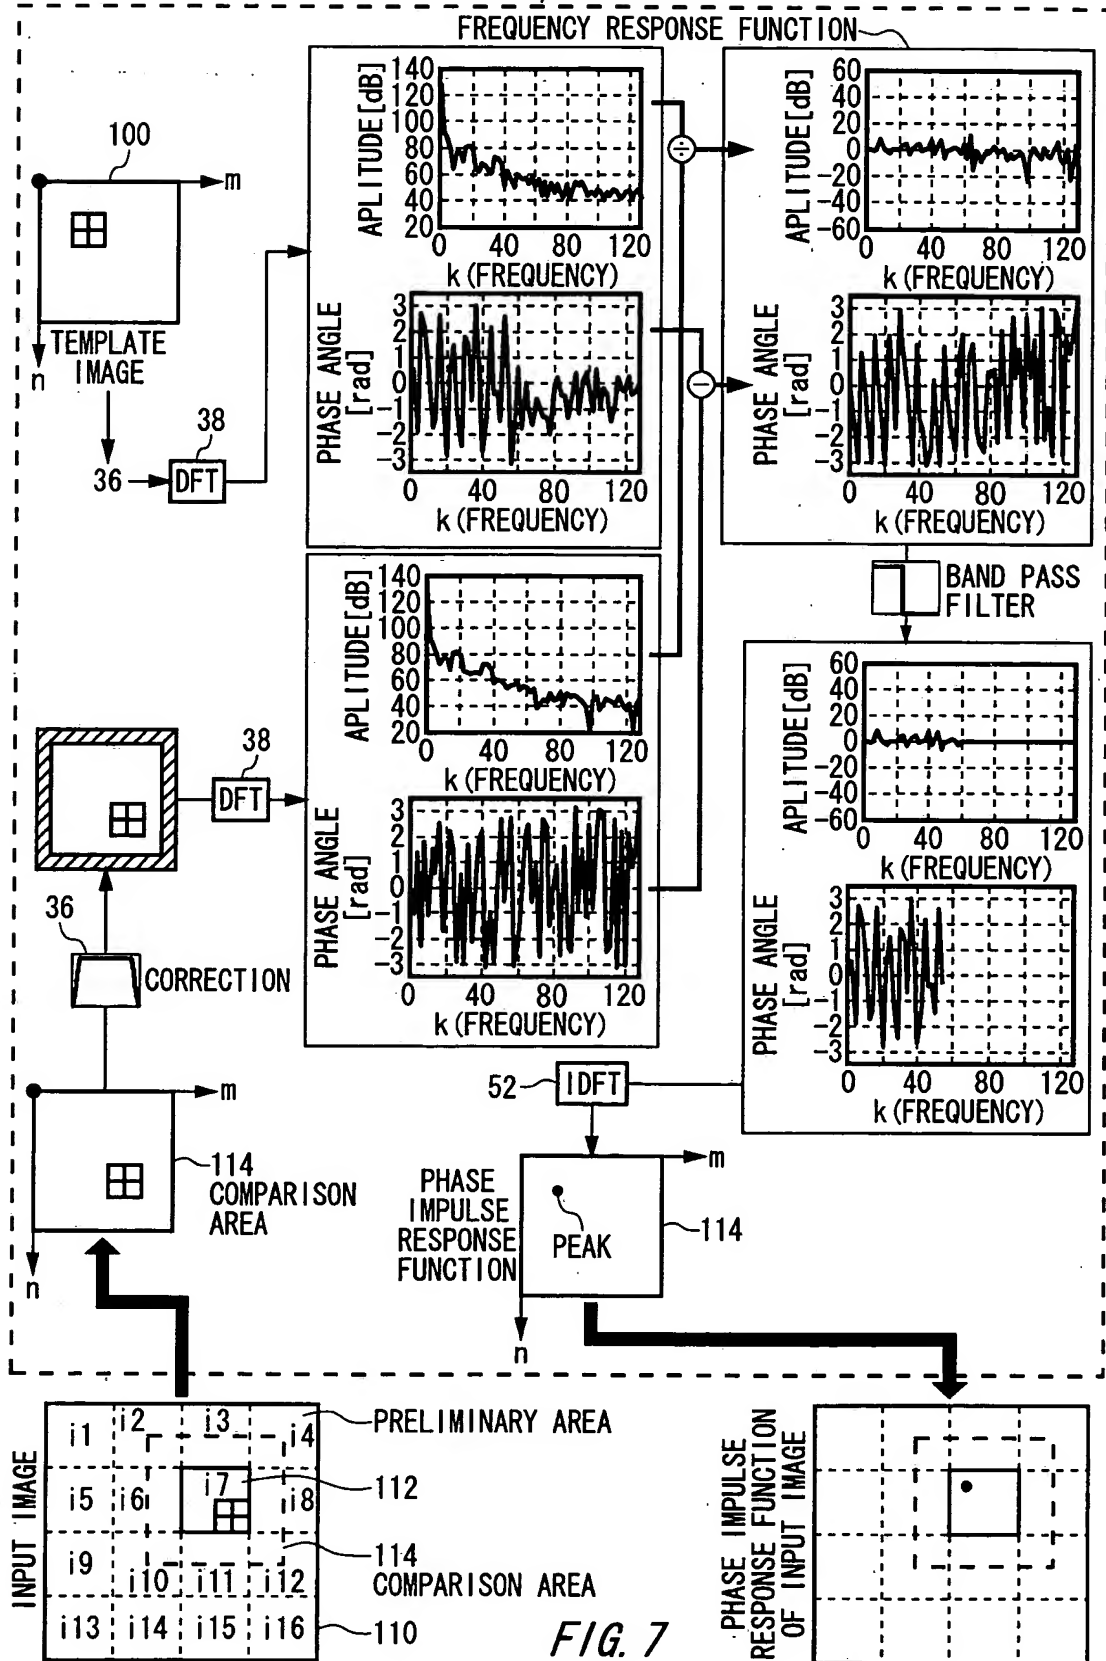 FREQUENCY RESPONSE FUNCTION
100
m
n
TEMPLATE
IMAGE
36
38
DFT
APLITUDE[dB]
140
120
100
80
60
40
20
0 40 80 120
k(FREQUENCY)
PHASE ANGLE
[rad]
3
2
1
0
-1
-2
-3
0 40 80 120
k(FREQUENCY)
÷
−
APLITUDE[dB]
60
40
20
0
-20
-40
-60
0 40 80 120
k(FREQUENCY)
PHASE ANGLE
[rad]
3
2
1
0
-1
-2
-3
0 40 80 120
k(FREQUENCY)
BAND PASS
FILTER
38
DFT
APLITUDE[dB]
140
120
100
80
60
40
20
0 40 80 120
k(FREQUENCY)
PHASE ANGLE
[rad]
3
2
1
0
-1
-2
-3
0 40 80 120
k(FREQUENCY)
APLITUDE[dB]
60
40
20
0
-20
-40
-60
0 40 80 120
k(FREQUENCY)
PHASE ANGLE
[rad]
3
2
1
0
-1
-2
-3
0 40 120
k(FREQUENCY)
36
CORRECTION
m
n
114
COMPARISON
AREA
52
IDFT
m
n
PHASE
IMPULSE
RESPONSE
FUNCTION
PEAK
114
INPUT IMAGE
i1 i2 i3 i4
i5 i6 i7 i8
i9 i10 i11 i12
i13 i14 i15 i16
PRELIMINARY AREA
112
114
COMPARISON AREA
110
PHASE IMPULSE
RESPONSE FUNCTION
OF INPUT IMAGE
FIG. 7